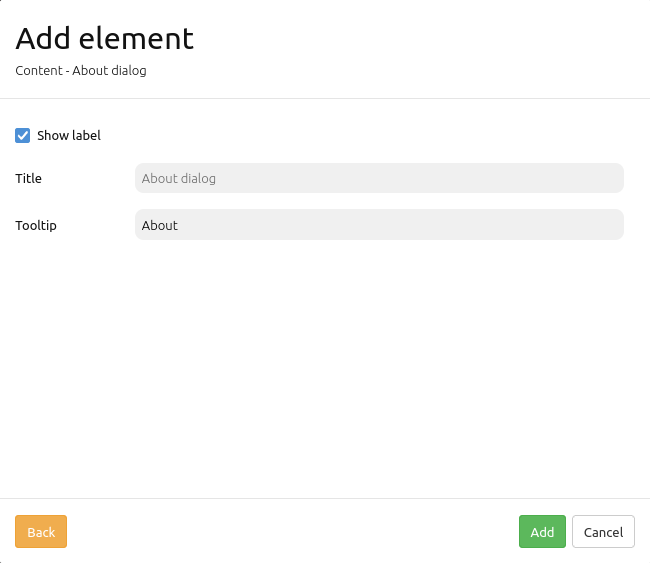 Add element
Content - About dialog
Show label
Title About dialog
Tooltip About
Back Add Cancel